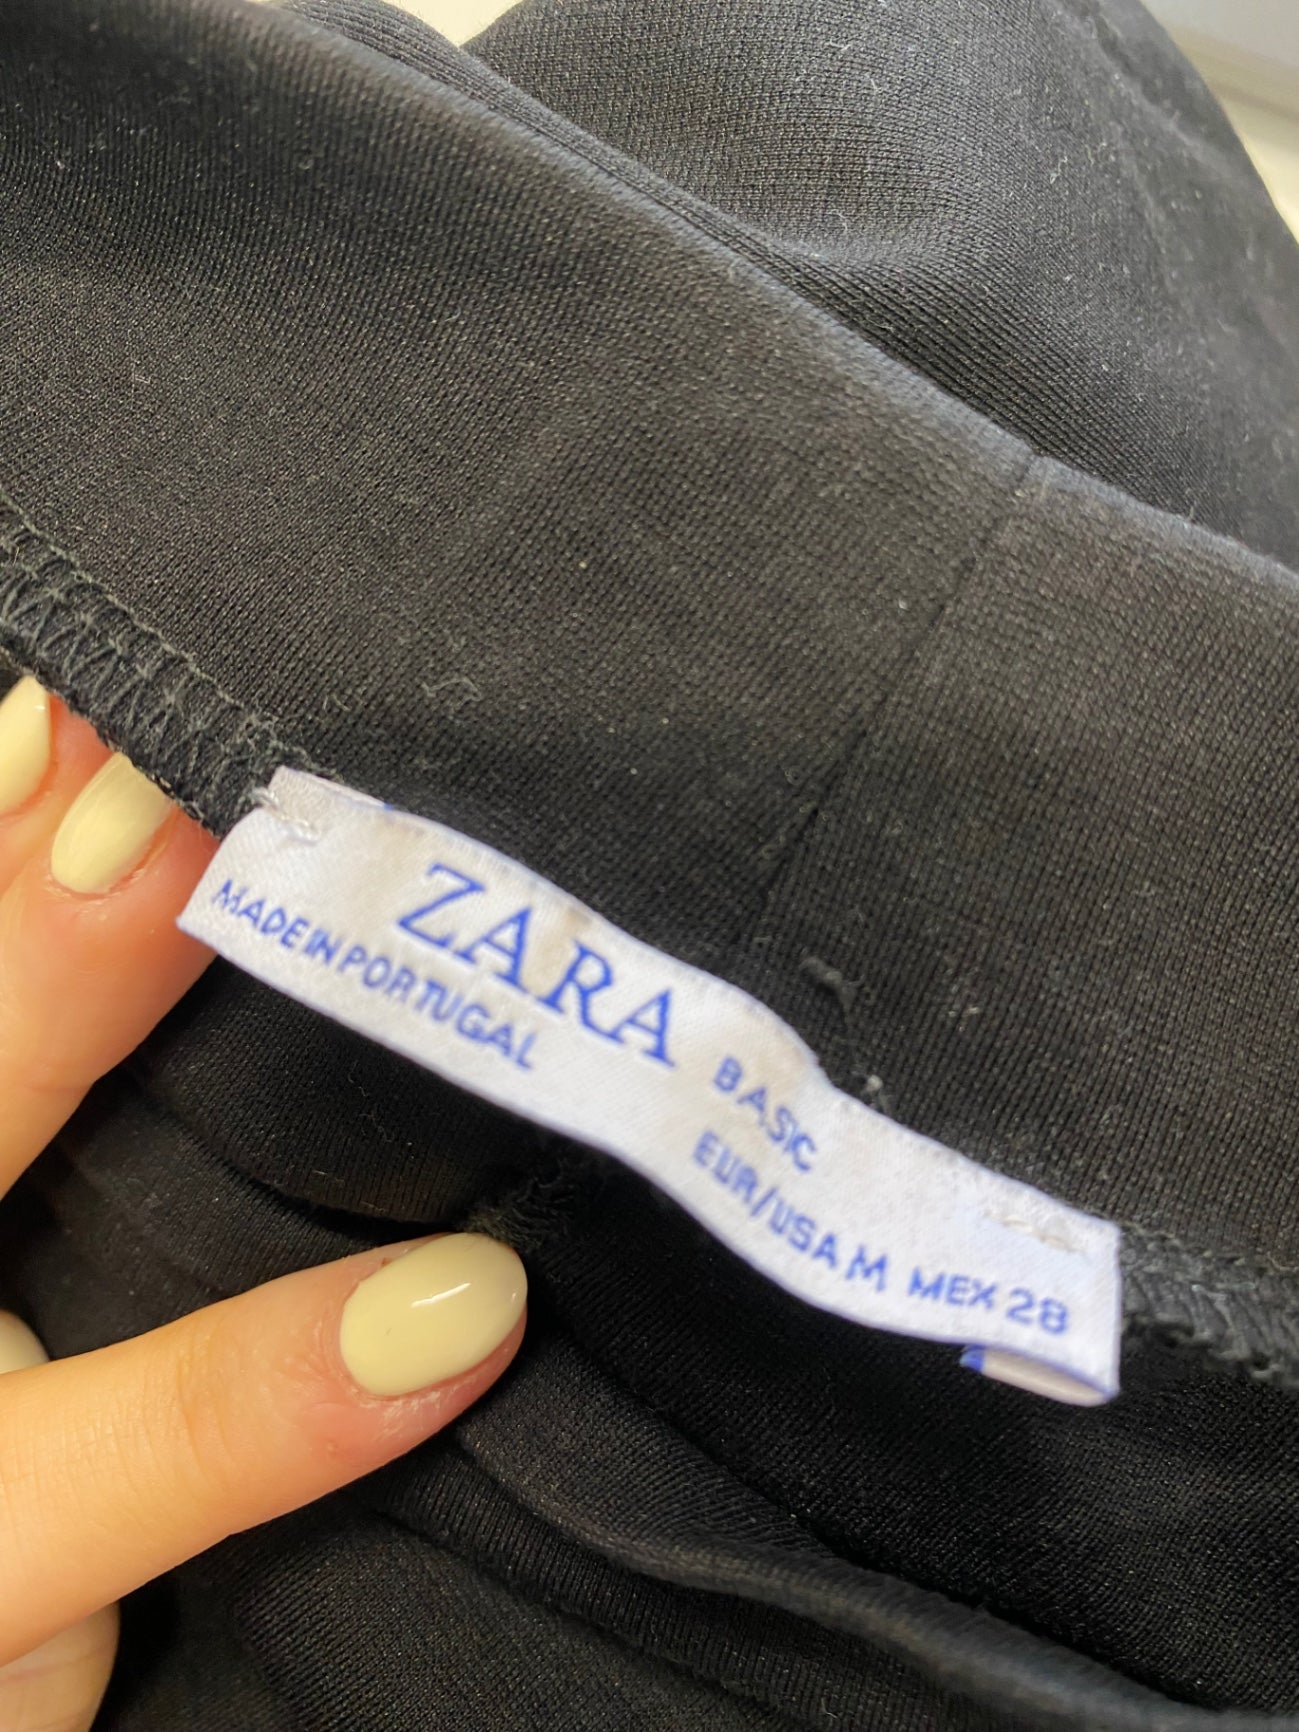 ZARA BASIC
MADE IN PORTUGAL
EUR/USA M MEX 28